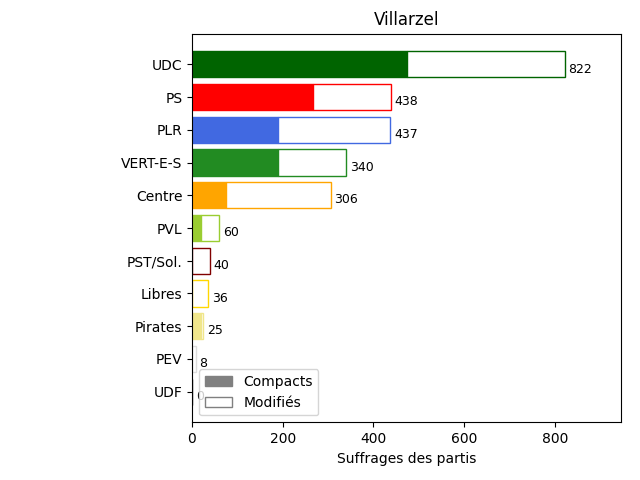 Villarzel
UDC 822
PS 438
PLR 437
VERT-E-S 340
Centre 306
PVL 60
PST/Sol. 40
Libres 36
Pirates 25
PEV 8
UDF 0
Compacts
Modifiés
0 200 400 600 800
Suffrages des partis